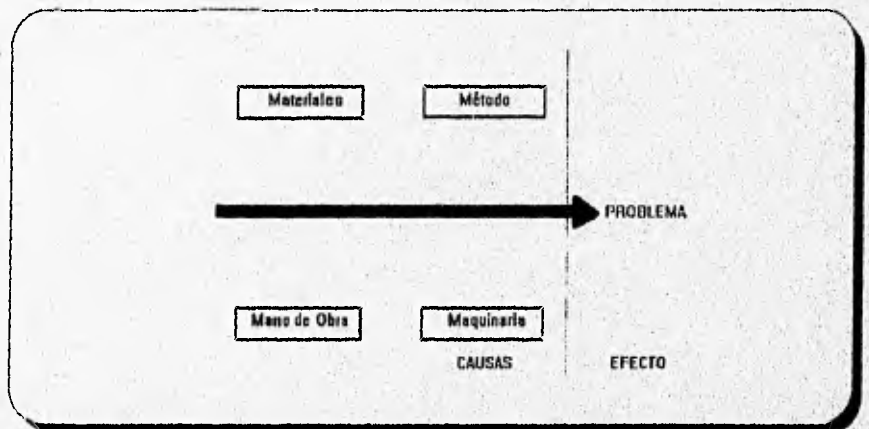 Materiales
Método
PROBLEMA
Mano de Obra
Maquinaria
CAUSAS
EFECTO